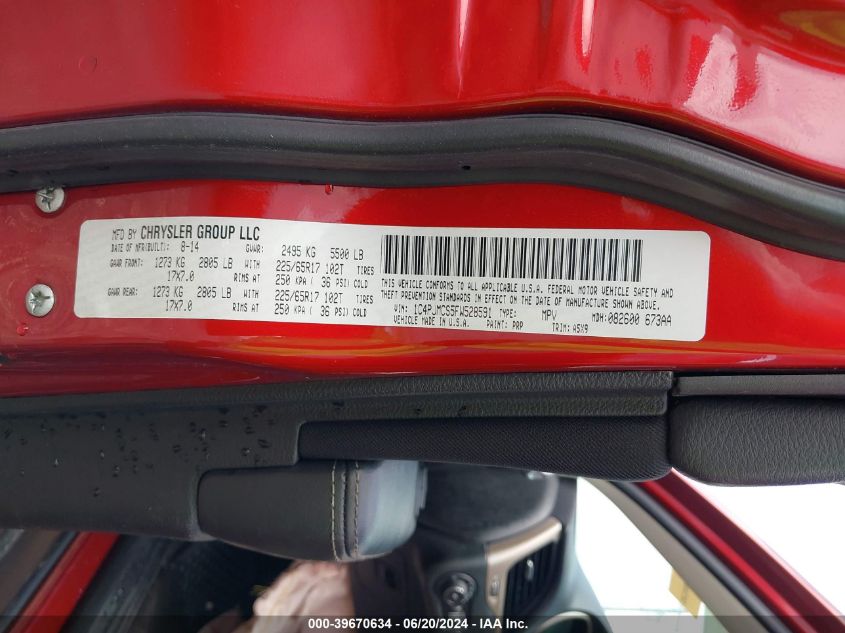 MFD BY CHRYSLER GROUP LLC
DATE OF MFR(BUILT): 8-14 GVWR: 2495 KG 5500 LB
GAWR FRONT: 1273 KG 2805 LB WITH 225/65R17 102T TIRES
17X7.0 RIMS AT 250 KPA ( 36 PSI) COLD
GAWR REAR: 1273 KG 2805 LB WITH 225/65R17 102T TIRES
17X7.0 RIMS AT 250 KPA ( 36 PSI) COLD
THIS VEHICLE CONFORMS TO ALL APPLICABLE U.S.A. FEDERAL MOTOR VEHICLE SAFETY AND
THEFT PREVENTION STANDARDS IN EFFECT ON THE DATE OF MANUFACTURE SHOWN ABOVE.
VIN: 1C4PJMCS5FW528591 TYPE: MPV MDH: 082600 673AA
VEHICLE MADE IN U.S.A. PAINT: PRP TRIM: A5X9
000-39670634 / 06/20/2024 / IAA Inc.